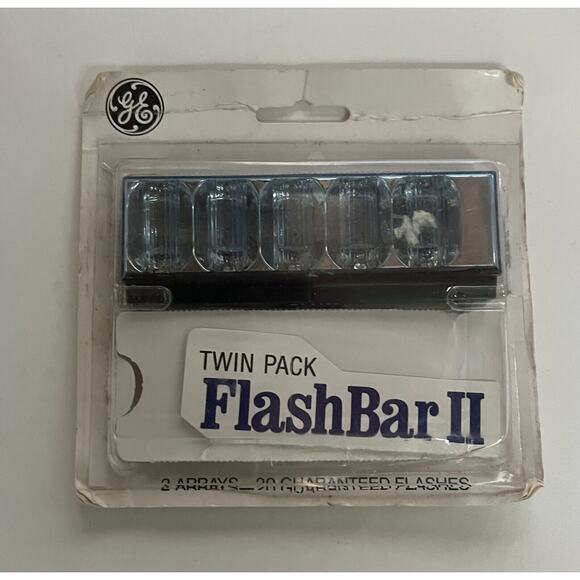 GE
TWIN PACK
FlashBar II
2 ARRAYS—20 GUARANTEED FLASHES